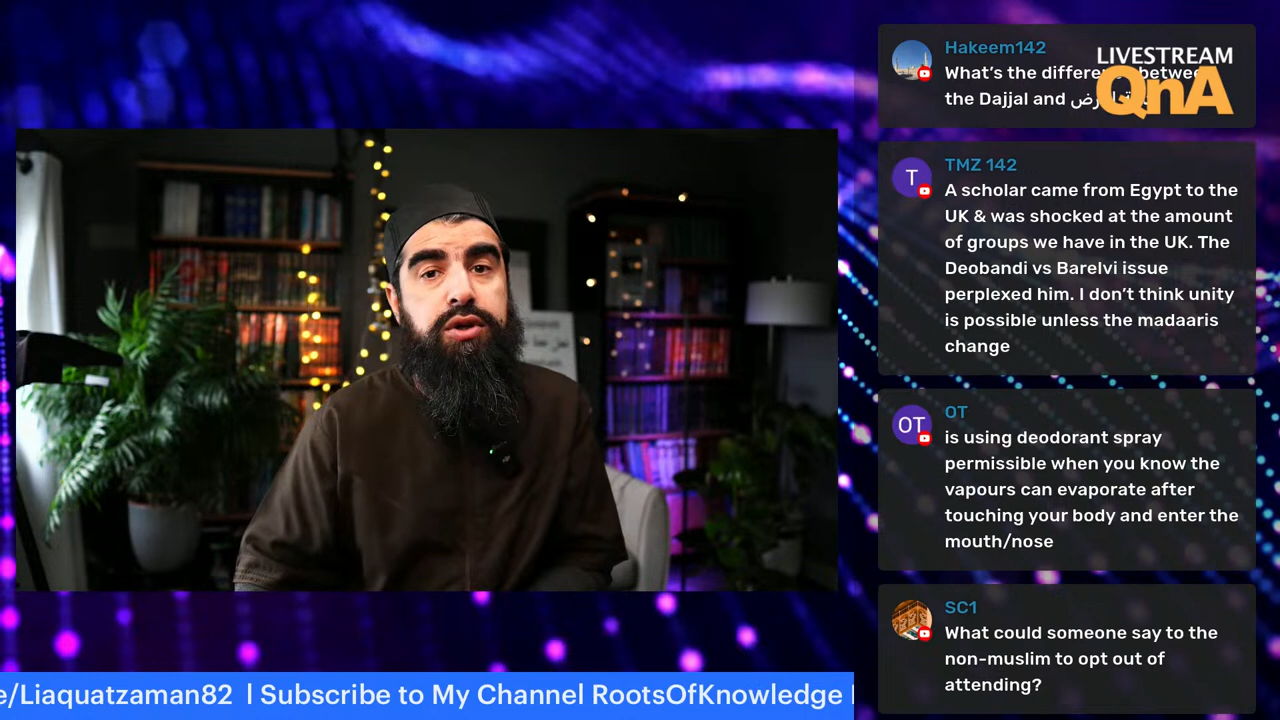 Hakeem142
What's the between
the Dajjal and
LIVESTREAM
QnA
T
TMZ 142
A scholar came from Egypt to the
UK & was shocked at the amount
of groups we have in the UK. The
Deobandi vs Barelvi issue
perplexed him. I don't think unity
is possible unless the madaaris
change
OT
OT
is using deodorant spray
permissible when you know the
vapours can evaporate after
touching your body and enter the
mouth/nose
SC1
What could someone say to the
non-muslim to opt out of
attending?
e/Liaquatzaman82 | Subscribe to My Channel RootsOfKnowledge